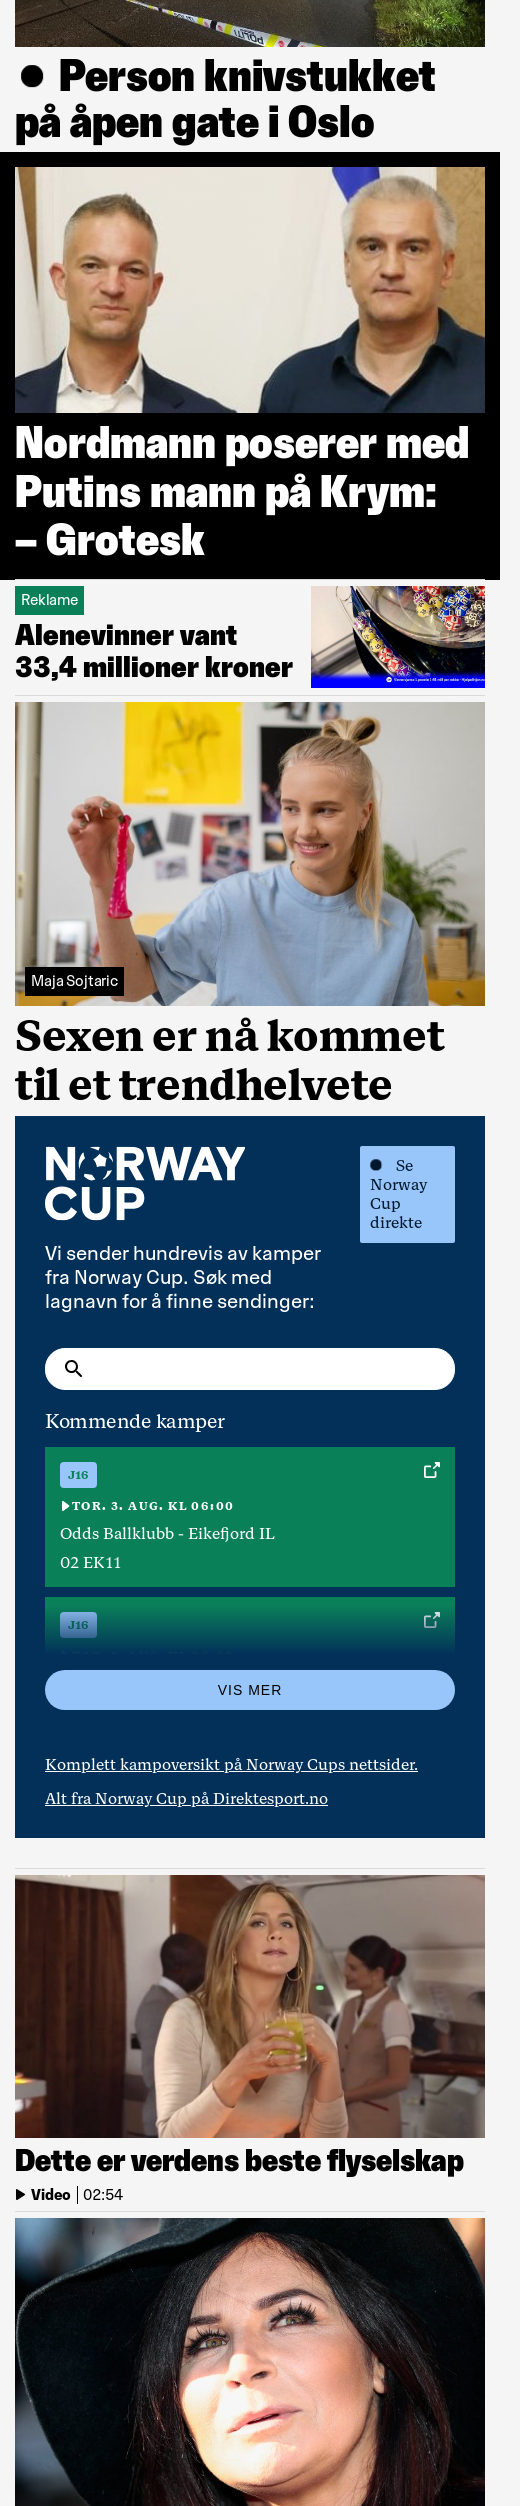 POLITI
Person knivstukket
på åpen gate i Oslo
Nordmann poserer med
Putins mann på Krym:
– Grotesk
Reklame
Alenevinner vant
33,4 millioner kroner
Maja Sojtaric
Sexen er nå kommet
til et trendhelvete
NORWAY
CUP
Se
Norway
Cup
direkte
Vi sender hundrevis av kamper
fra Norway Cup. Søk med
lagnavn for å finne sendinger:
Kommende kamper
J16
TOR. 3. AUG. KL 06:00
Odds Ballklubb - Eikefjord IL
02 EK11
J16
VIS MER
Komplett kampoversikt på Norway Cups nettsider.
Alt fra Norway Cup på Direktesport.no
Dette er verdens beste flyselskap
Video | 02:54